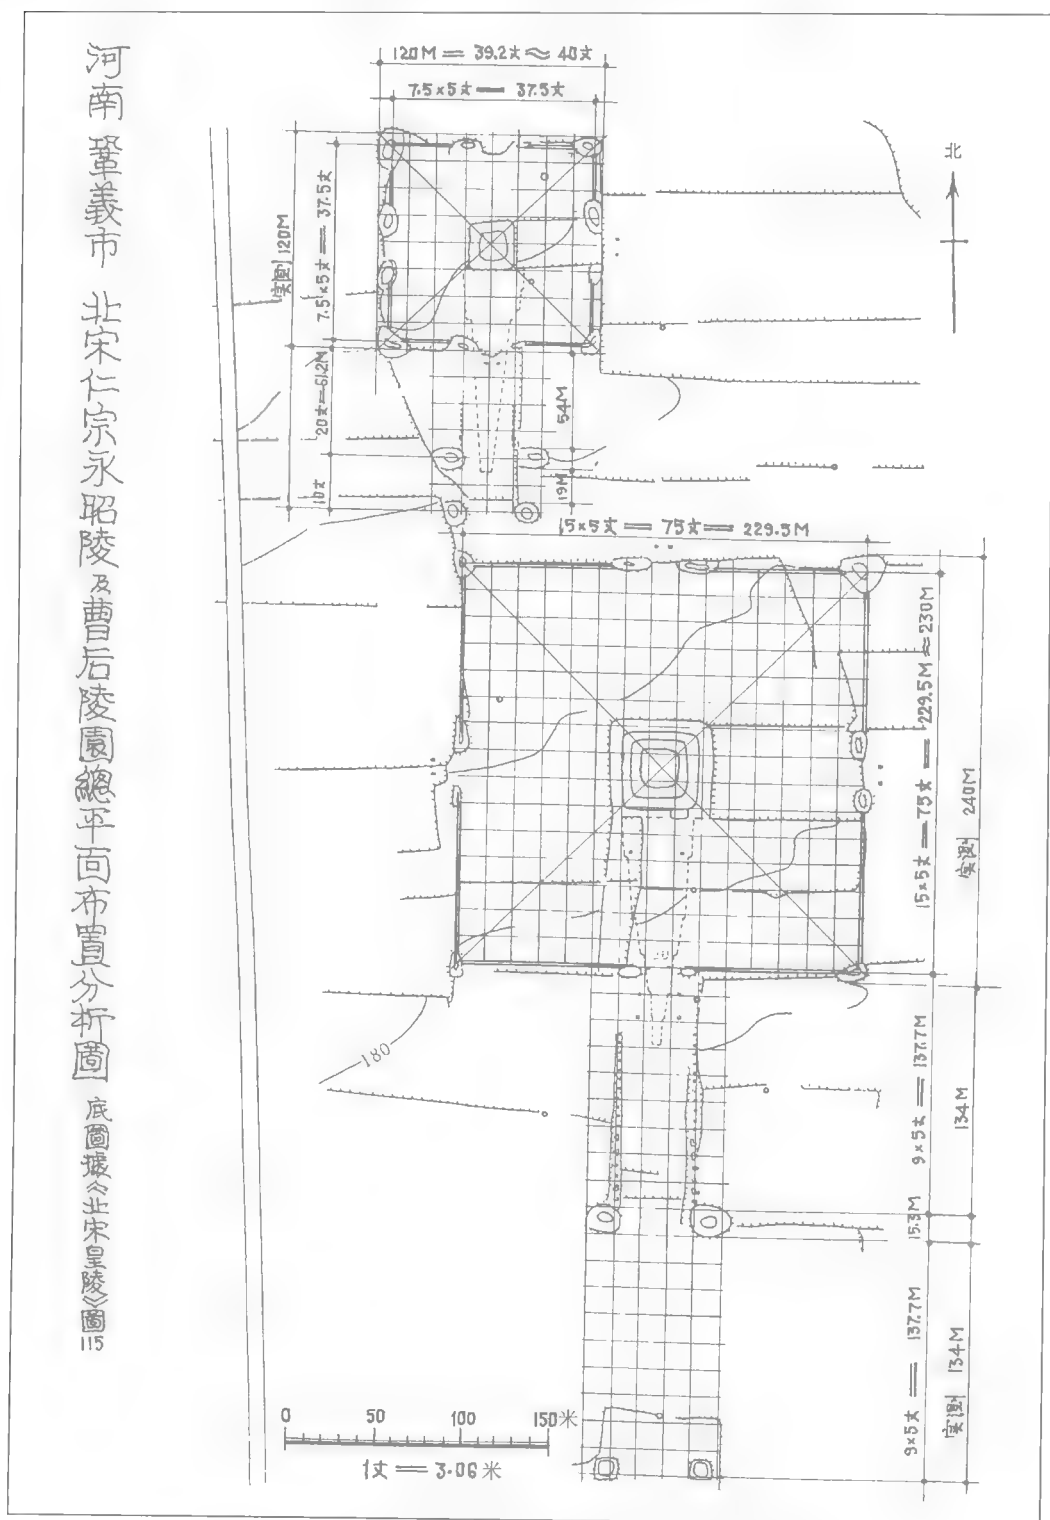 河南鞏義市 北宋仁宗永昭陵及曹后陵園總平面布置分析圖 底圖據《北宋皇陵》圖115
120M = 39.2丈 ≈ 40丈
7.5×5丈 — 37.5丈
北
实測 120M
7.5×5丈 = 37.5丈
20丈=61.2M
10丈
54M
19M
15×5丈 = 75丈 = 229.5M
15×5丈 — 75丈 — 229.5M ≈ 230M
实測 240M
9×5丈 = 137.7M
134M
15.3M
9×5丈 = 137.7M
实測 134M
180
0 50 100 150米
1丈 = 3.06米